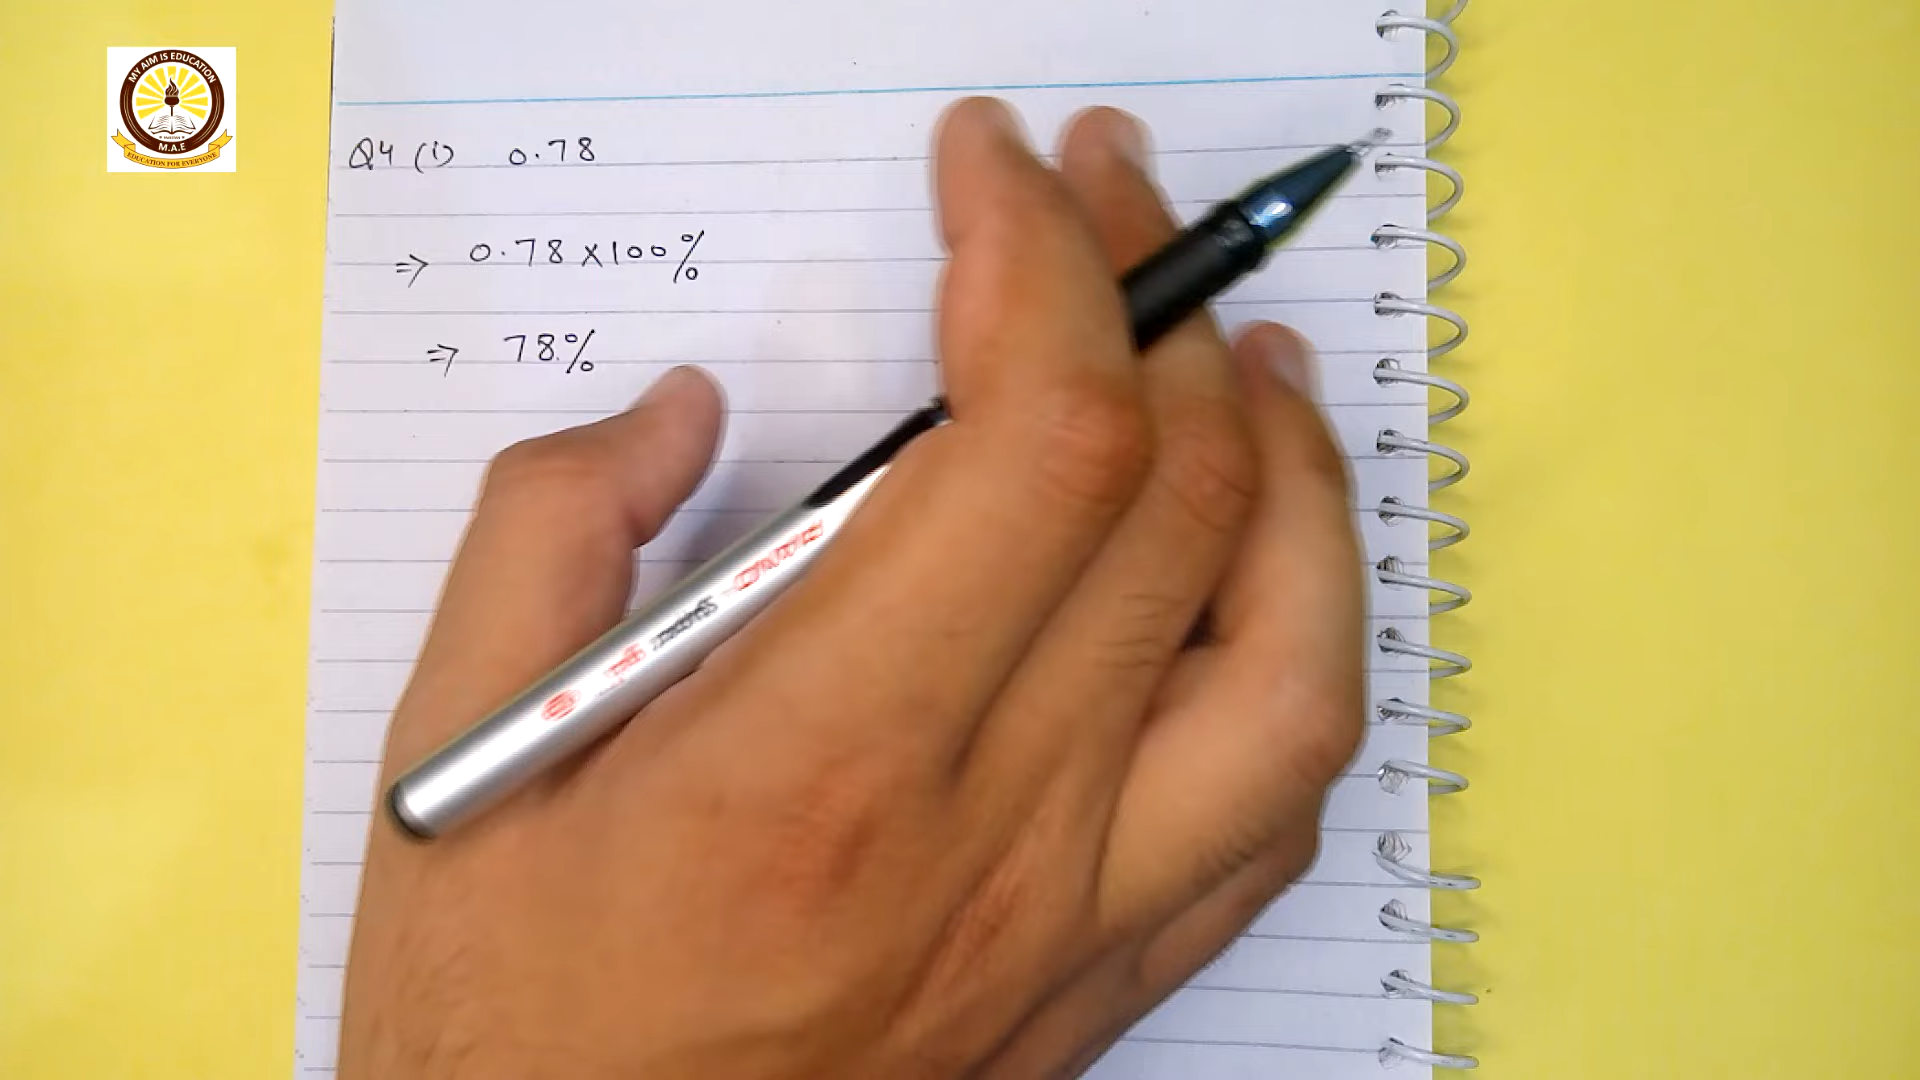 MY AIM IS EDUCATION
M.A.E
EDUCATION FOR EVERYONE
Q4 (i) 0.78
⇒ 0.78 × 100%
⇒ 78.%